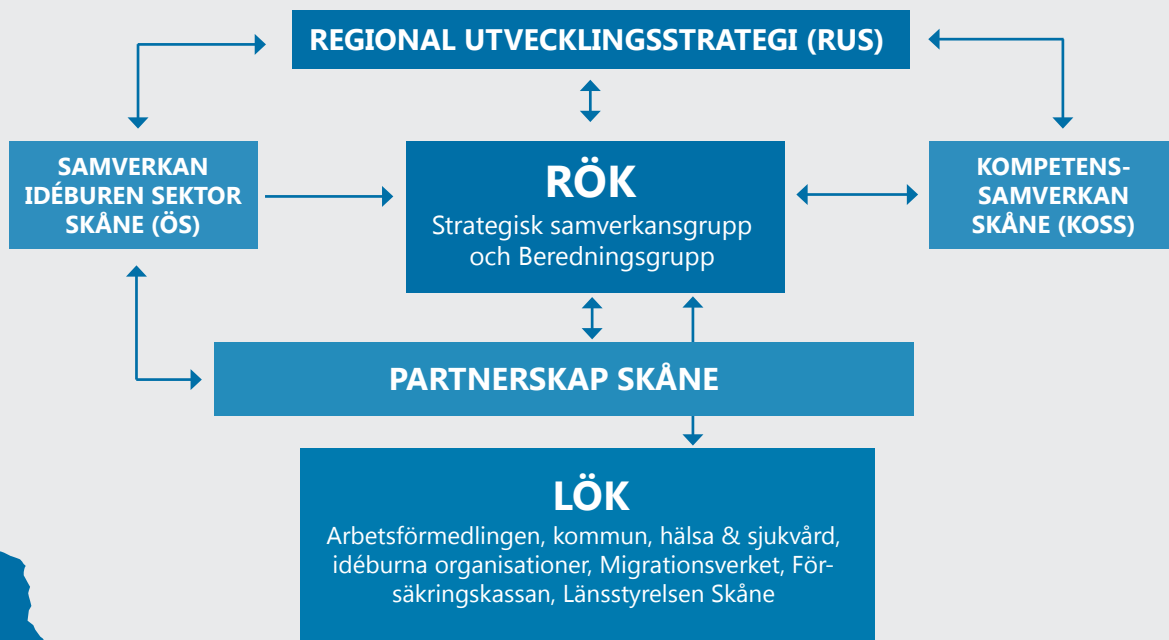 REGIONAL UTVECKLINGSSTRATEGI (RUS)
SAMVERKAN
IDÉBUREN SEKTOR
SKÅNE (ÖS)
RÖK
Strategisk samverkansgrupp
och Beredningsgrupp
KOMPETENS-
SAMVERKAN
SKÅNE (KOSS)
PARTNERSKAP SKÅNE
LÖK
Arbetsförmedlingen, kommun, hälsa & sjukvård,
idéburna organisationer, Migrationsverket, För-
säkringskassan, Länsstyrelsen Skåne